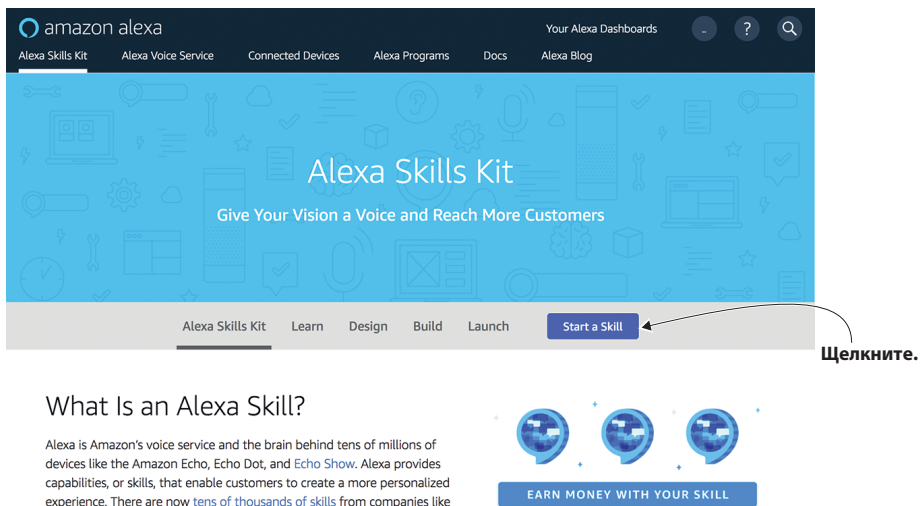 amazon alexa
Your Alexa Dashboards
?
Alexa Skills Kit Alexa Voice Service Connected Devices Alexa Programs Docs Alexa Blog
Alexa Skills Kit
Give Your Vision a Voice and Reach More Customers
Alexa Skills Kit Learn Design Build Launch Start a Skill
Щелкните.
What Is an Alexa Skill?
Alexa is Amazon's voice service and the brain behind tens of millions of
devices like the Amazon Echo, Echo Dot, and Echo Show. Alexa provides
capabilities, or skills, that enable customers to create a more personalized
experience. There are now tens of thousands of skills from companies like
EARN MONEY WITH YOUR SKILL